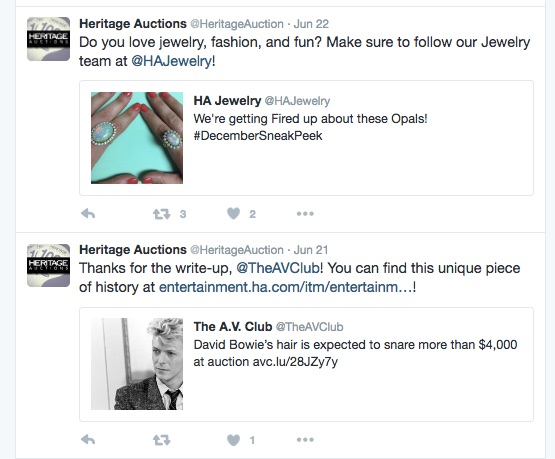 Heritage Auctions @HeritageAuction · Jun 22
HERITAGE
AUCTIONS
Do you love jewelry, fashion, and fun? Make sure to follow our Jewelry
team at @HAJewelry!
HA Jewelry @HAJewelry
We're getting Fired up about these Opals!
#DecemberSneakPeek
3
2
Heritage Auctions @HeritageAuction · Jun 21
HERITAGE
AUCTIONS
Thanks for the write-up, @TheAVClub! You can find this unique piece
of history at entertainment.ha.com/itm/entertainm…!
The A.V. Club @TheAVClub
David Bowie's hair is expected to snare more than $4,000
at auction avc.lu/28JZy7y
1